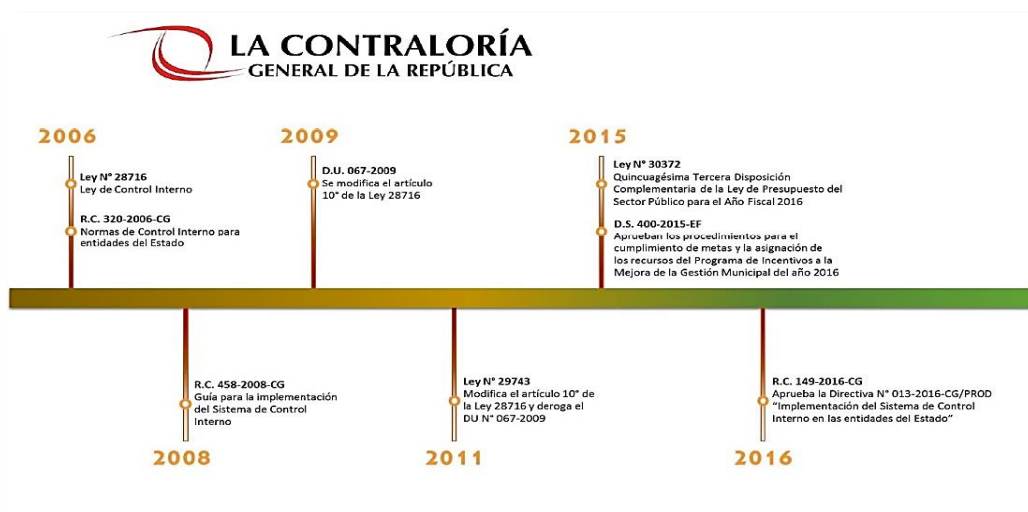 LA CONTRALORÍA
GENERAL DE LA REPÚBLICA
2006
Ley N° 28716
Ley de Control Interno
R.C. 320-2006-CG
Normas de Control Interno para
entidades del Estado
2009
D.U. 067-2009
Se modifica el artículo
10° de la Ley 28716
2015
Ley N° 30372
Quincuagésima Tercera Disposición
Complementaria de la Ley de Presupuesto del
Sector Público para el Año Fiscal 2016
D.S. 400-2015-EF
Aprueban los procedimientos para el
cumplimiento de metas y la asignación de
los recursos del Programa de Incentivos a la
Mejora de la Gestión Municipal del año 2016
R.C. 458-2008-CG
Guía para la implementación
del Sistema de Control
Interno
2008
Ley N° 29743
Modifica el artículo 10° de
la Ley 28716 y deroga el
DU N° 067-2009
2011
R.C. 149-2016-CG
Aprueba la Directiva N° 013-2016-CG/PROD
“Implementación del Sistema de Control
Interno en las entidades del Estado”
2016